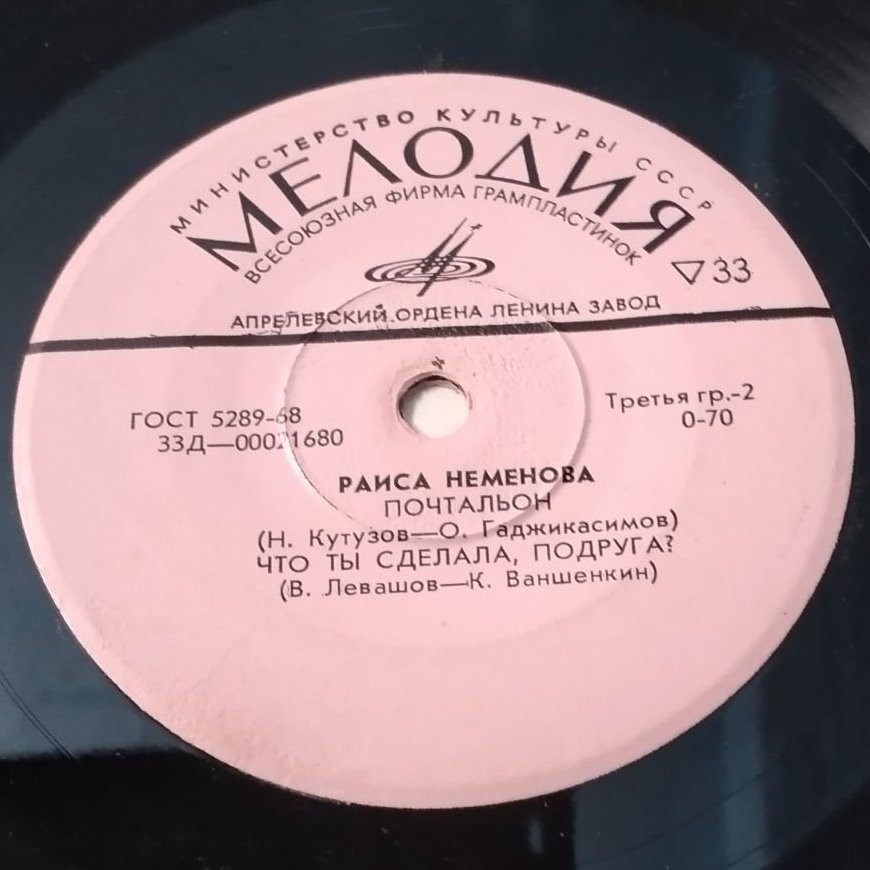 МИНИСТЕРСТВО КУЛЬТУРЫ СССР
МЕЛОДИЯ
ВСЕСОЮЗНАЯ ФИРМА ГРАМПЛАСТИНОК
▽33
АПРЕЛЕВСКИЙ ОРДЕНА ЛЕНИНА ЗАВОД
ГОСТ 5289-68
33Д—00021680
Третья гр.-2
0-70
РАИСА НЕМЕНОВА
ПОЧТАЛЬОН
(Н. Кутузов—О. Гаджикасимов)
ЧТО ТЫ СДЕЛАЛА, ПОДРУГА?
(В. Левашов—К. Ваншенкин)